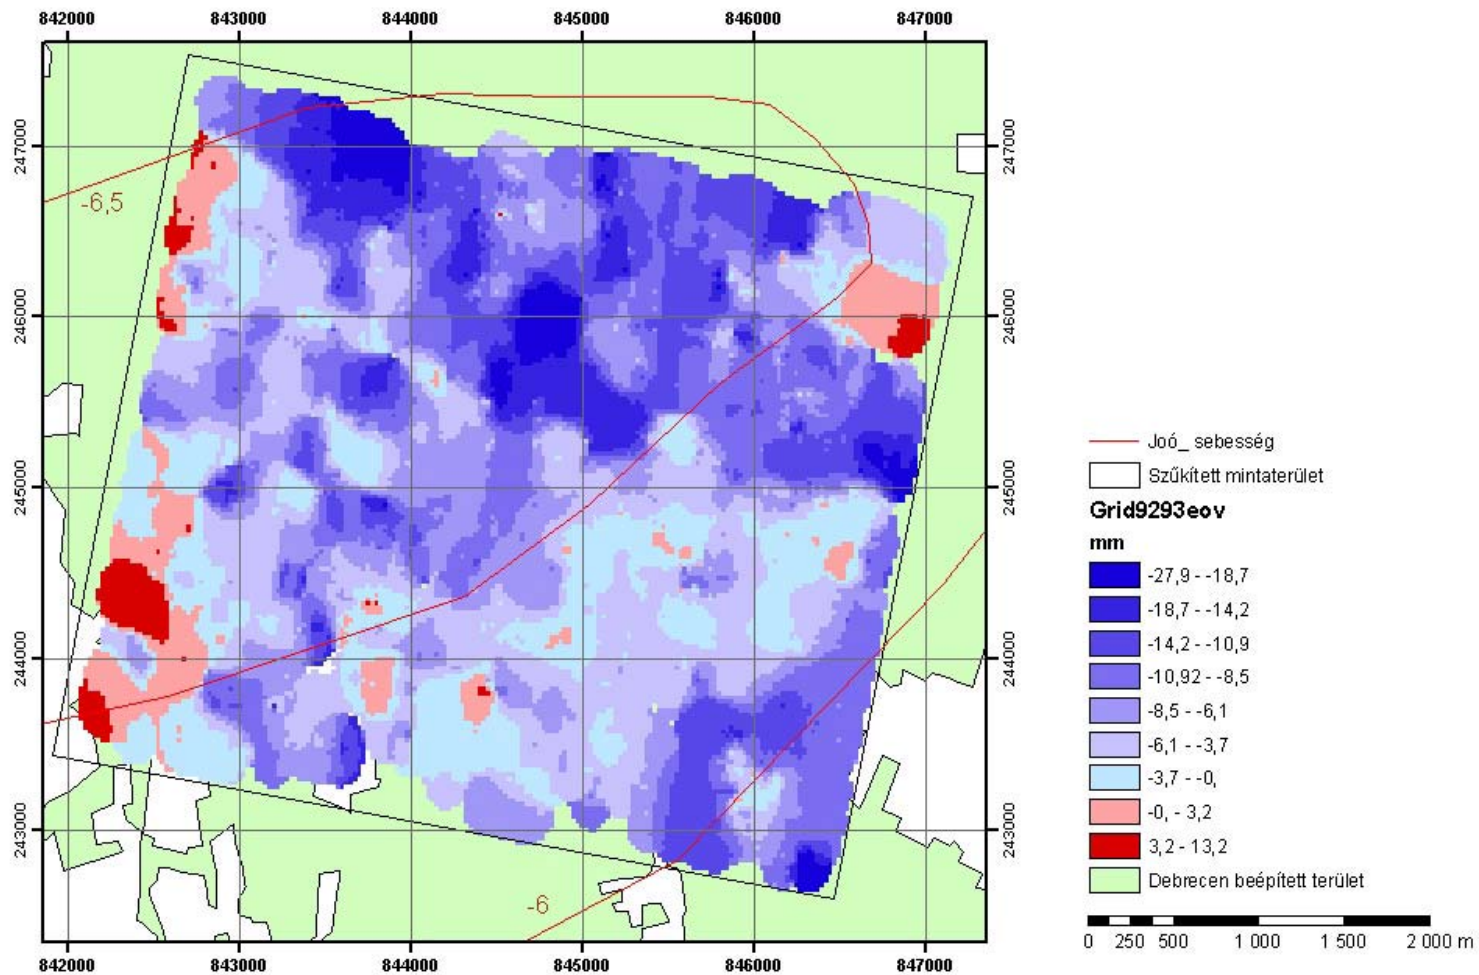 842000 843000 844000 845000 846000 847000
247000 247000
-6,5
246000 246000
245000 245000
244000 244000
243000 243000
-6
842000 843000 844000 845000 846000 847000
Joó_ sebesség
Szűkített mintaterület
Grid9293eov
mm
-27,9 - -18,7
-18,7 - -14,2
-14,2 - -10,9
-10,92 - -8,5
-8,5 - -6,1
-6,1 - -3,7
-3,7 - -0,
-0, - 3,2
3,2 - 13,2
Debrecen beépített terület
0 250 500 1 000 1 500 2 000 m